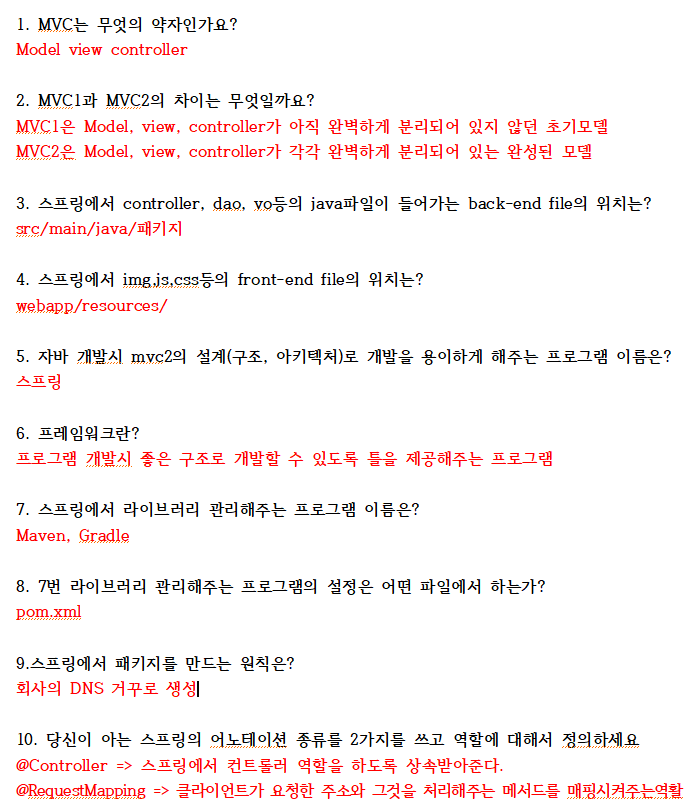 1. MVC는 무엇의 약자인가요?
Model view controller
2. MVC1과 MVC2의 차이는 무엇일까요?
MVC1은 Model, view, controller가 아직 완벽하게 분리되어 있지 않던 초기모델
MVC2은 Model, view, controller가 각각 완벽하게 분리되어 있는 완성된 모델
3. 스프링에서 controller, dao, vo등의 java파일이 들어가는 back-end file의 위치는?
src/main/java/패키지
4. 스프링에서 img,js,css등의 front-end file의 위치는?
webapp/resources/
5. 자바 개발시 mvc2의 설계(구조, 아키텍처)로 개발을 용이하게 해주는 프로그램 이름은?
스프링
6. 프레임워크란?
프로그램 개발시 좋은 구조로 개발할 수 있도록 틀을 제공해주는 프로그램
7. 스프링에서 라이브러리 관리해주는 프로그램 이름은?
Maven, Gradle
8. 7번 라이브러리 관리해주는 프로그램의 설정은 어떤 파일에서 하는가?
pom.xml
9.스프링에서 패키지를 만드는 원칙은?
회사의 DNS 거꾸로 생성
10. 당신이 아는 스프링의 어노테이션 종류를 2가지를 쓰고 역할에 대해서 정의하세요
@Controller => 스프링에서 컨트롤러 역할을 하도록 상속받아준다.
@RequestMapping => 클라이언트가 요청한 주소와 그것을 처리해주는 메서드를 매핑시켜주는역할